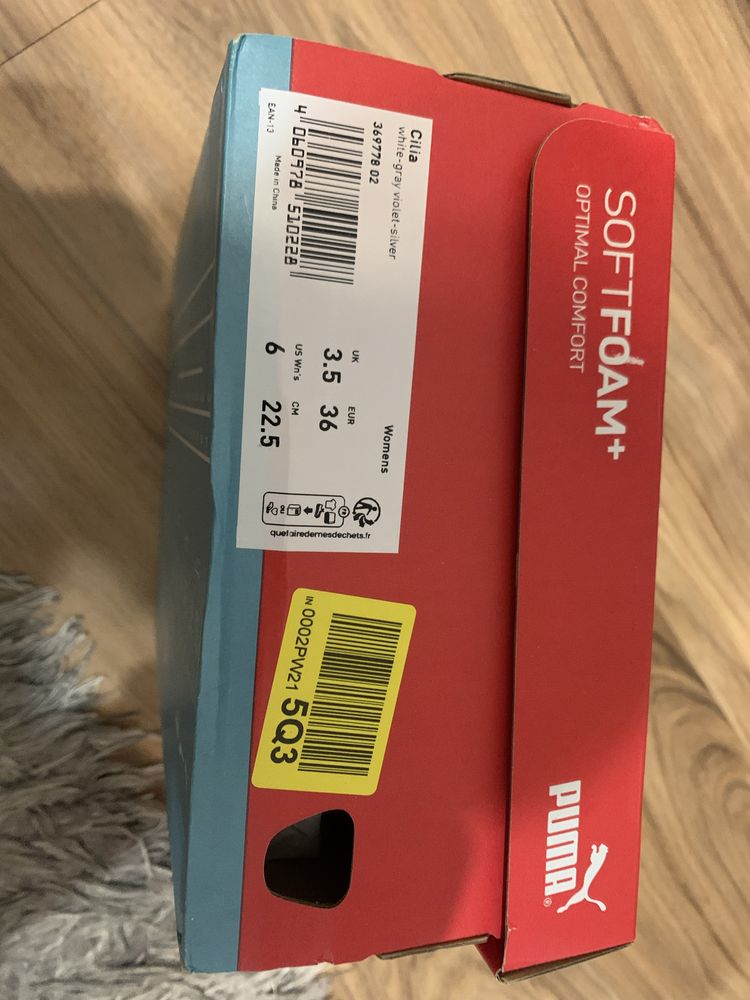 SOFTFOAM+
OPTIMAL COMFORT
PUMA®
Cilia
white-gray violet-silver
369778 02
4 060978 510228
EAN-13
Made in China
Womens
UK
EUR
3.5
36
US Wn's
CM
6
22.5
quefairedemesdechets.fr
IN 0002PW21 5Q3